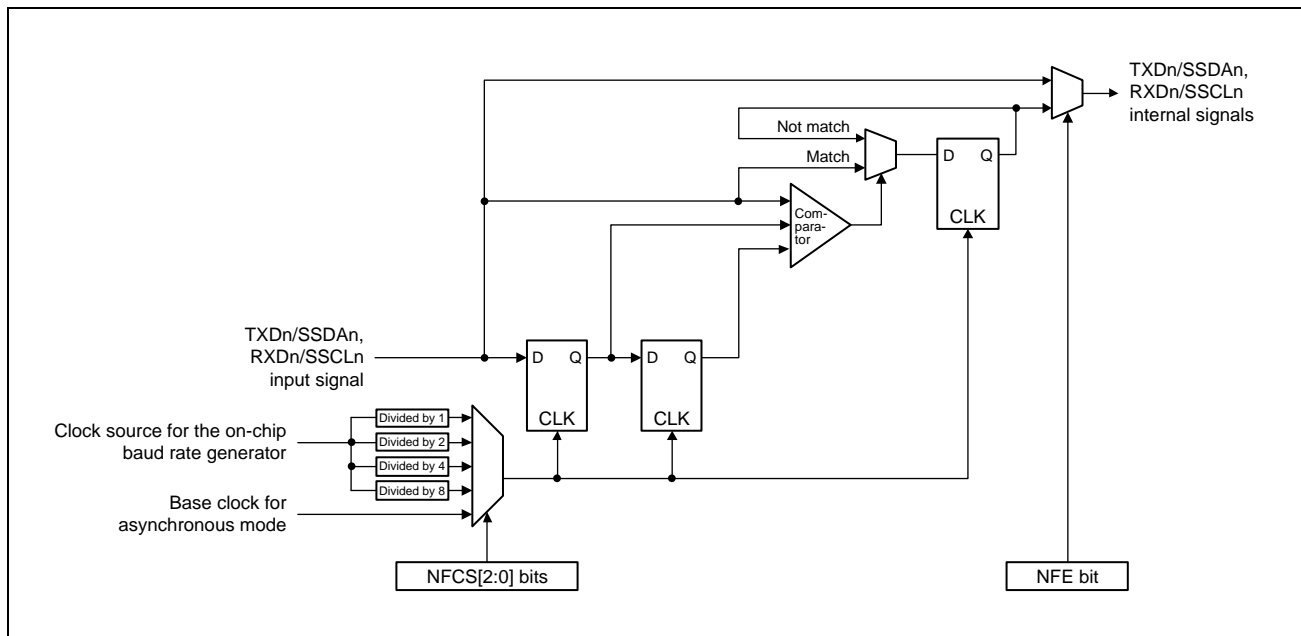 TXDn/SSDAn,
RXDn/SSCLn
internal signals
Not match
Match
D Q
CLK
Com-
para-
tor
TXDn/SSDAn,
RXDn/SSCLn
input signal
D Q
CLK
D Q
CLK
Clock source for the on-chip
baud rate generator
Divided by 1
Divided by 2
Divided by 4
Divided by 8
Base clock for
asynchronous mode
NFCS[2:0] bits
NFE bit